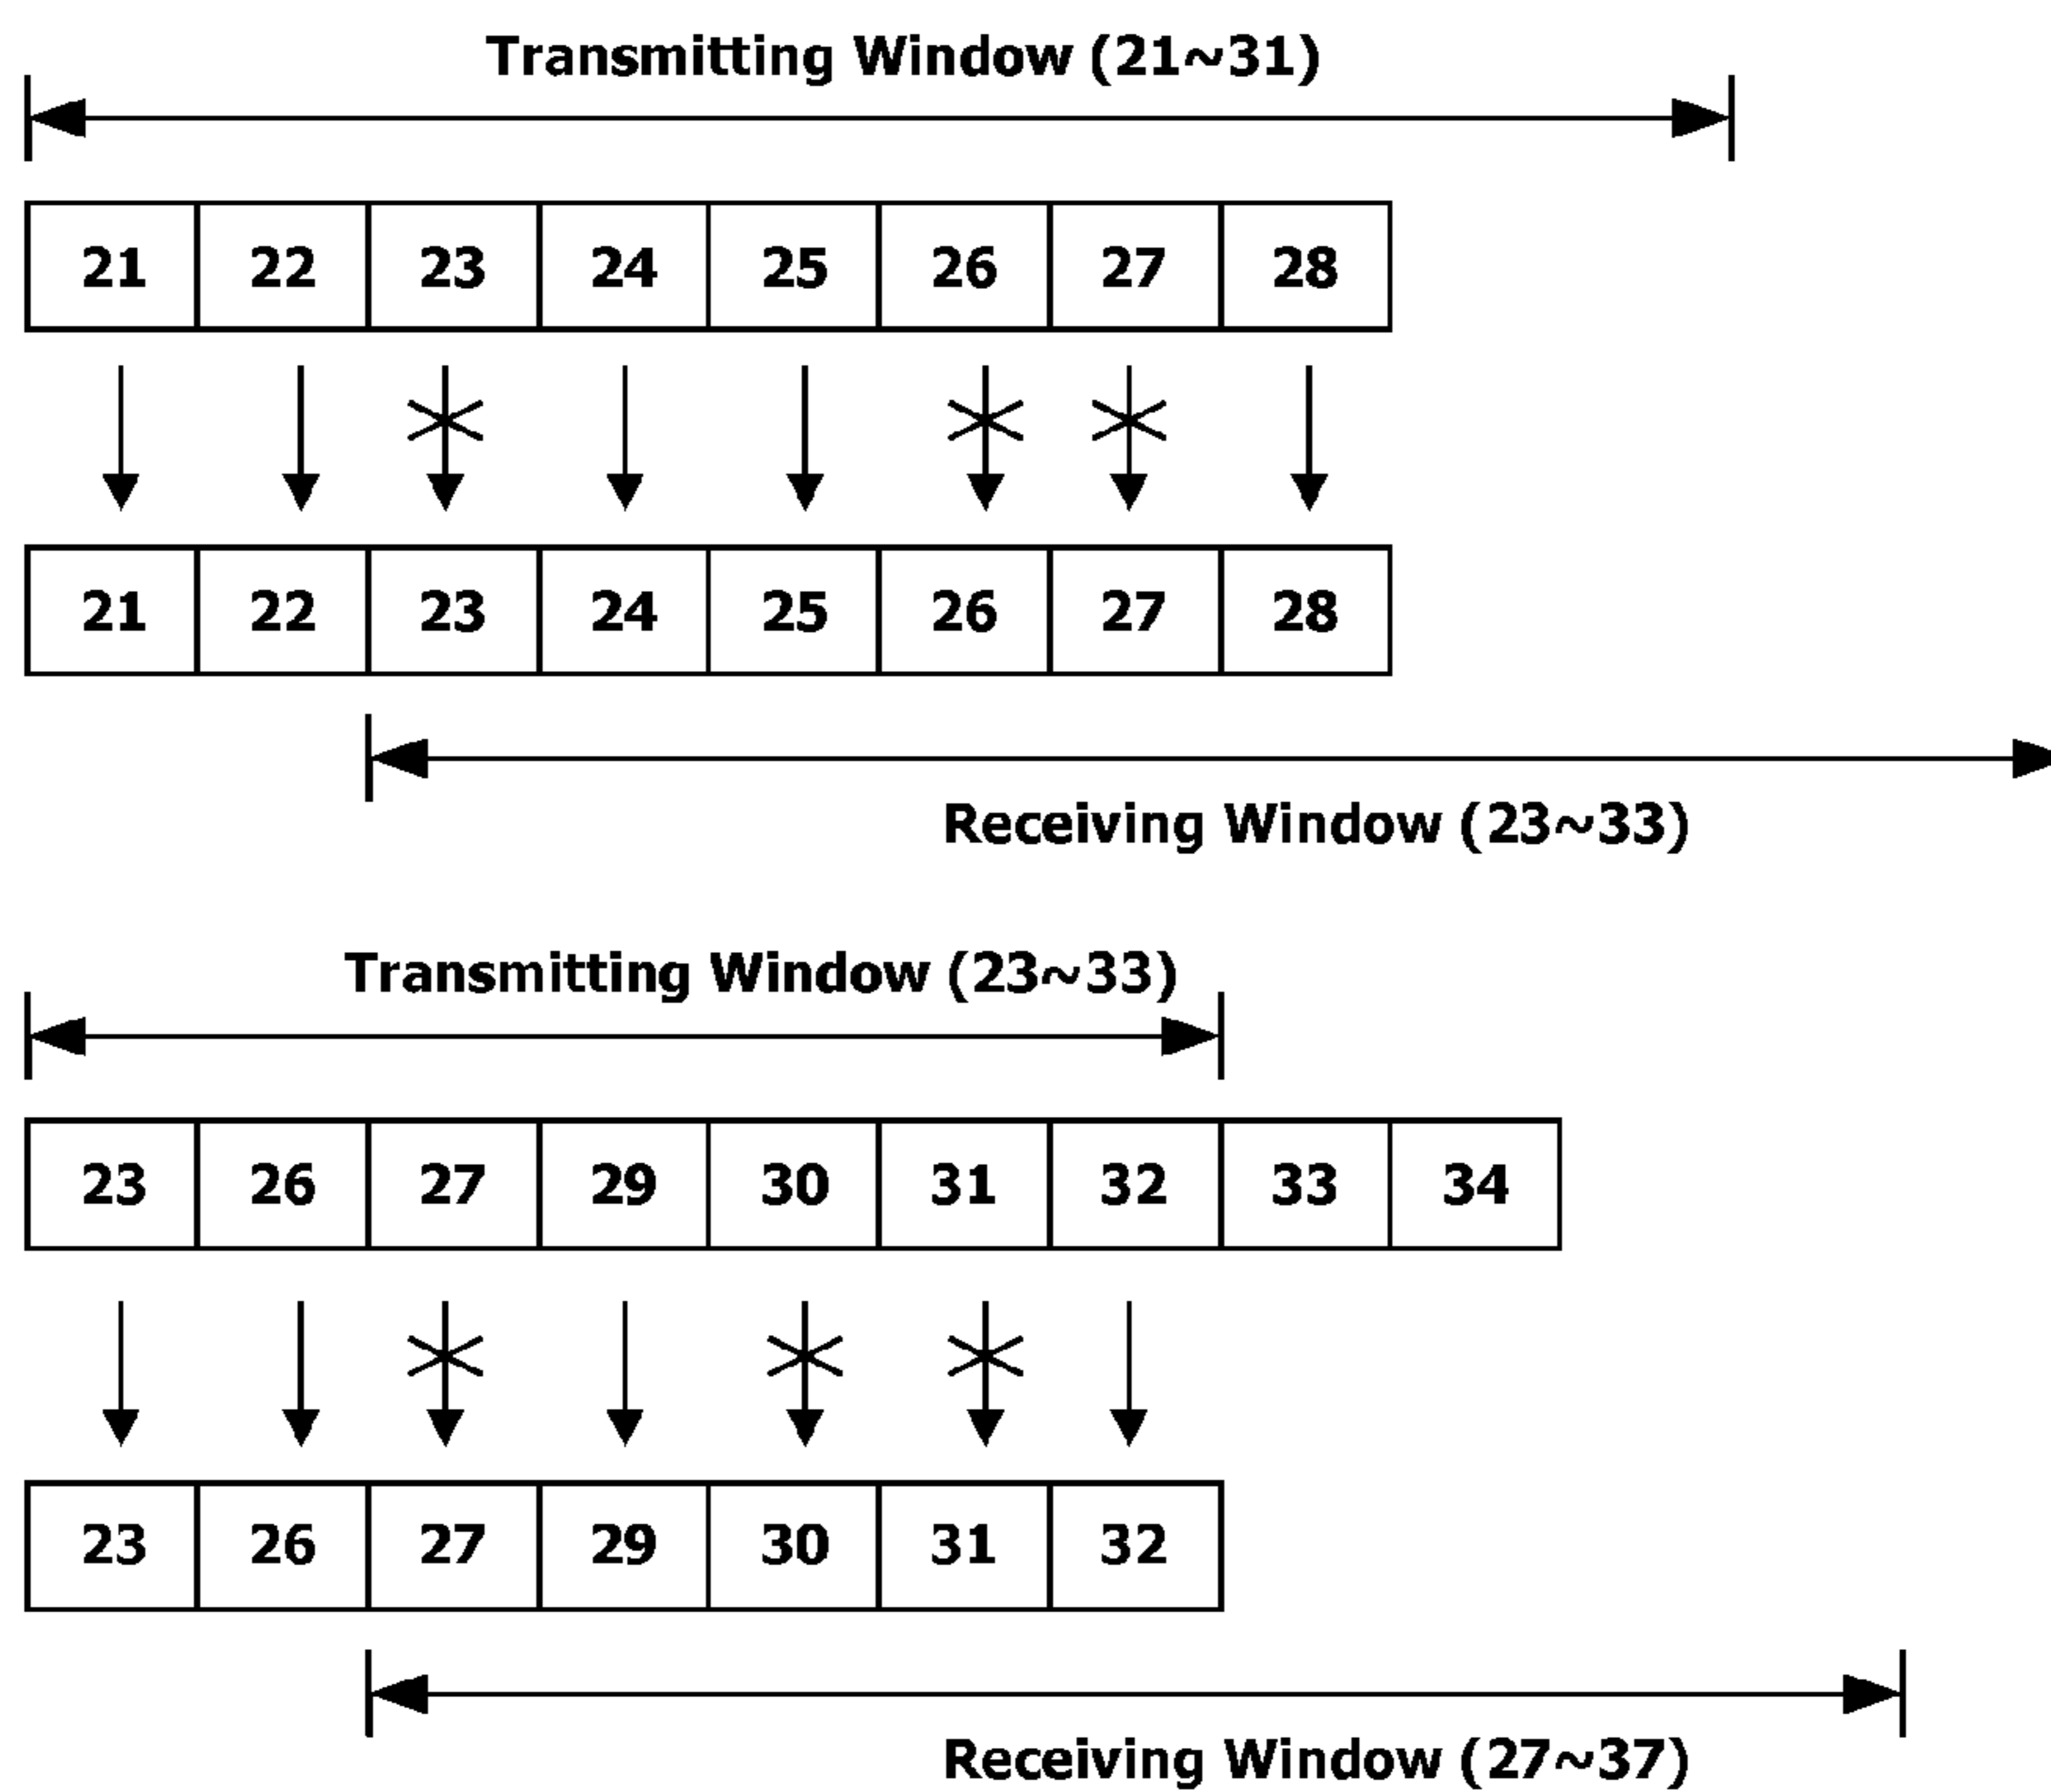 Transmitting Window (21~31)
21 22 23 24 25 26 27 28
21 22 23 24 25 26 27 28
Receiving Window (23~33)
Transmitting Window (23~33)
23 26 27 29 30 31 32 33 34
23 26 27 29 30 31 32
Receiving Window (27~37)